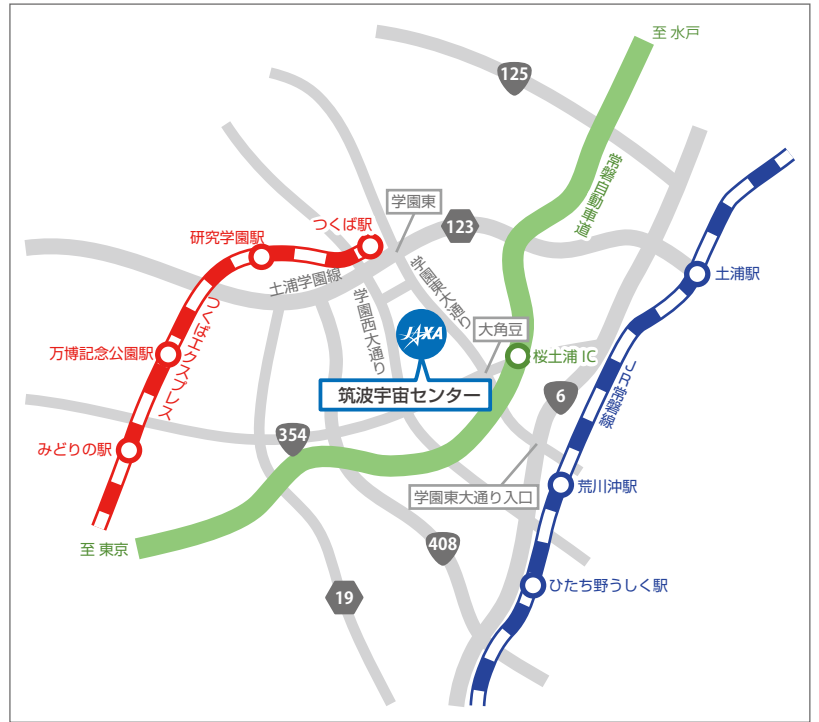 至 水戸
125
常磐自動車道
学園東
つくば駅
123
研究学園駅
土浦駅
土浦学園線
学園東大通り
学園西大通り
JAXA
大角豆
つくばエクスプレス
万博記念公園駅
桜土浦 IC
JR常磐線
筑波宇宙センター
6
354
みどりの駅
荒川沖駅
学園東大通り入口
至 東京
408
ひたち野うしく駅
19